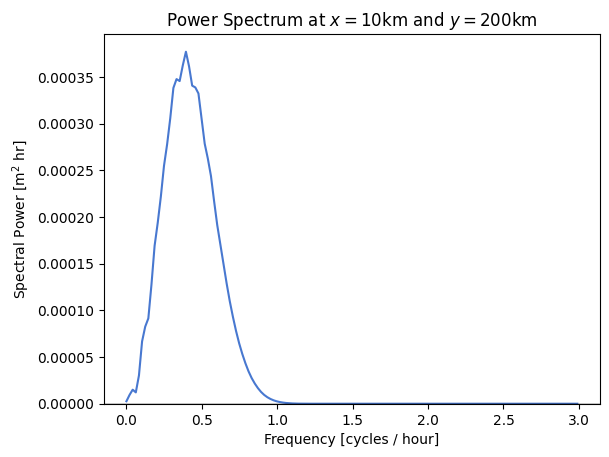 Power Spectrum at x = 10km and y = 200km
Spectral Power [m² hr]
0.00035
0.00030
0.00025
0.00020
0.00015
0.00010
0.00005
0.00000
0.0 0.5 1.0 1.5 2.0 2.5 3.0
Frequency [cycles / hour]